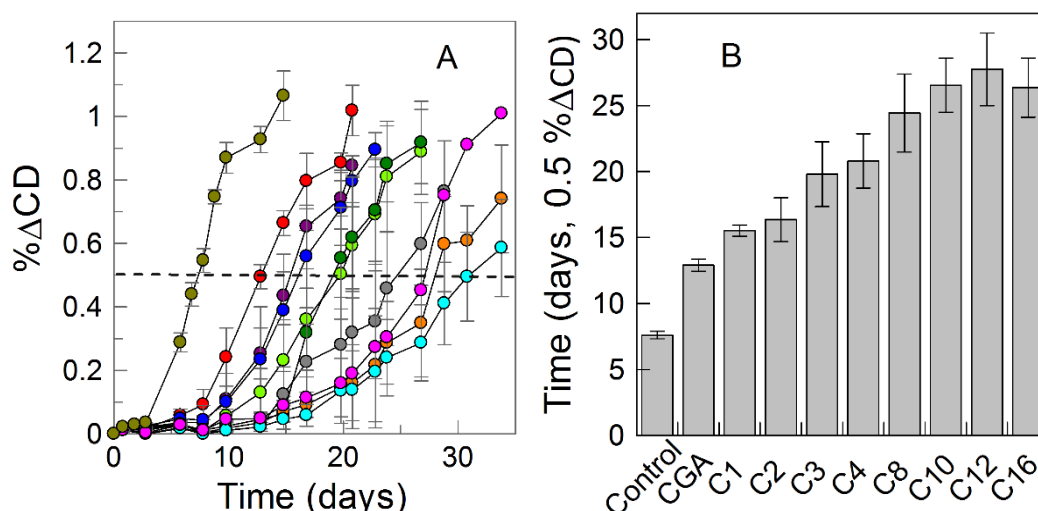 A
%ΔCD
1.2
1
0.8
0.6
0.4
0.2
0
0 10 20 30
Time (days)
B
Time (days, 0.5 %ΔCD)
30
25
20
15
10
5
0
Control CGA C1 C2 C3 C4 C8 C10 C12 C16